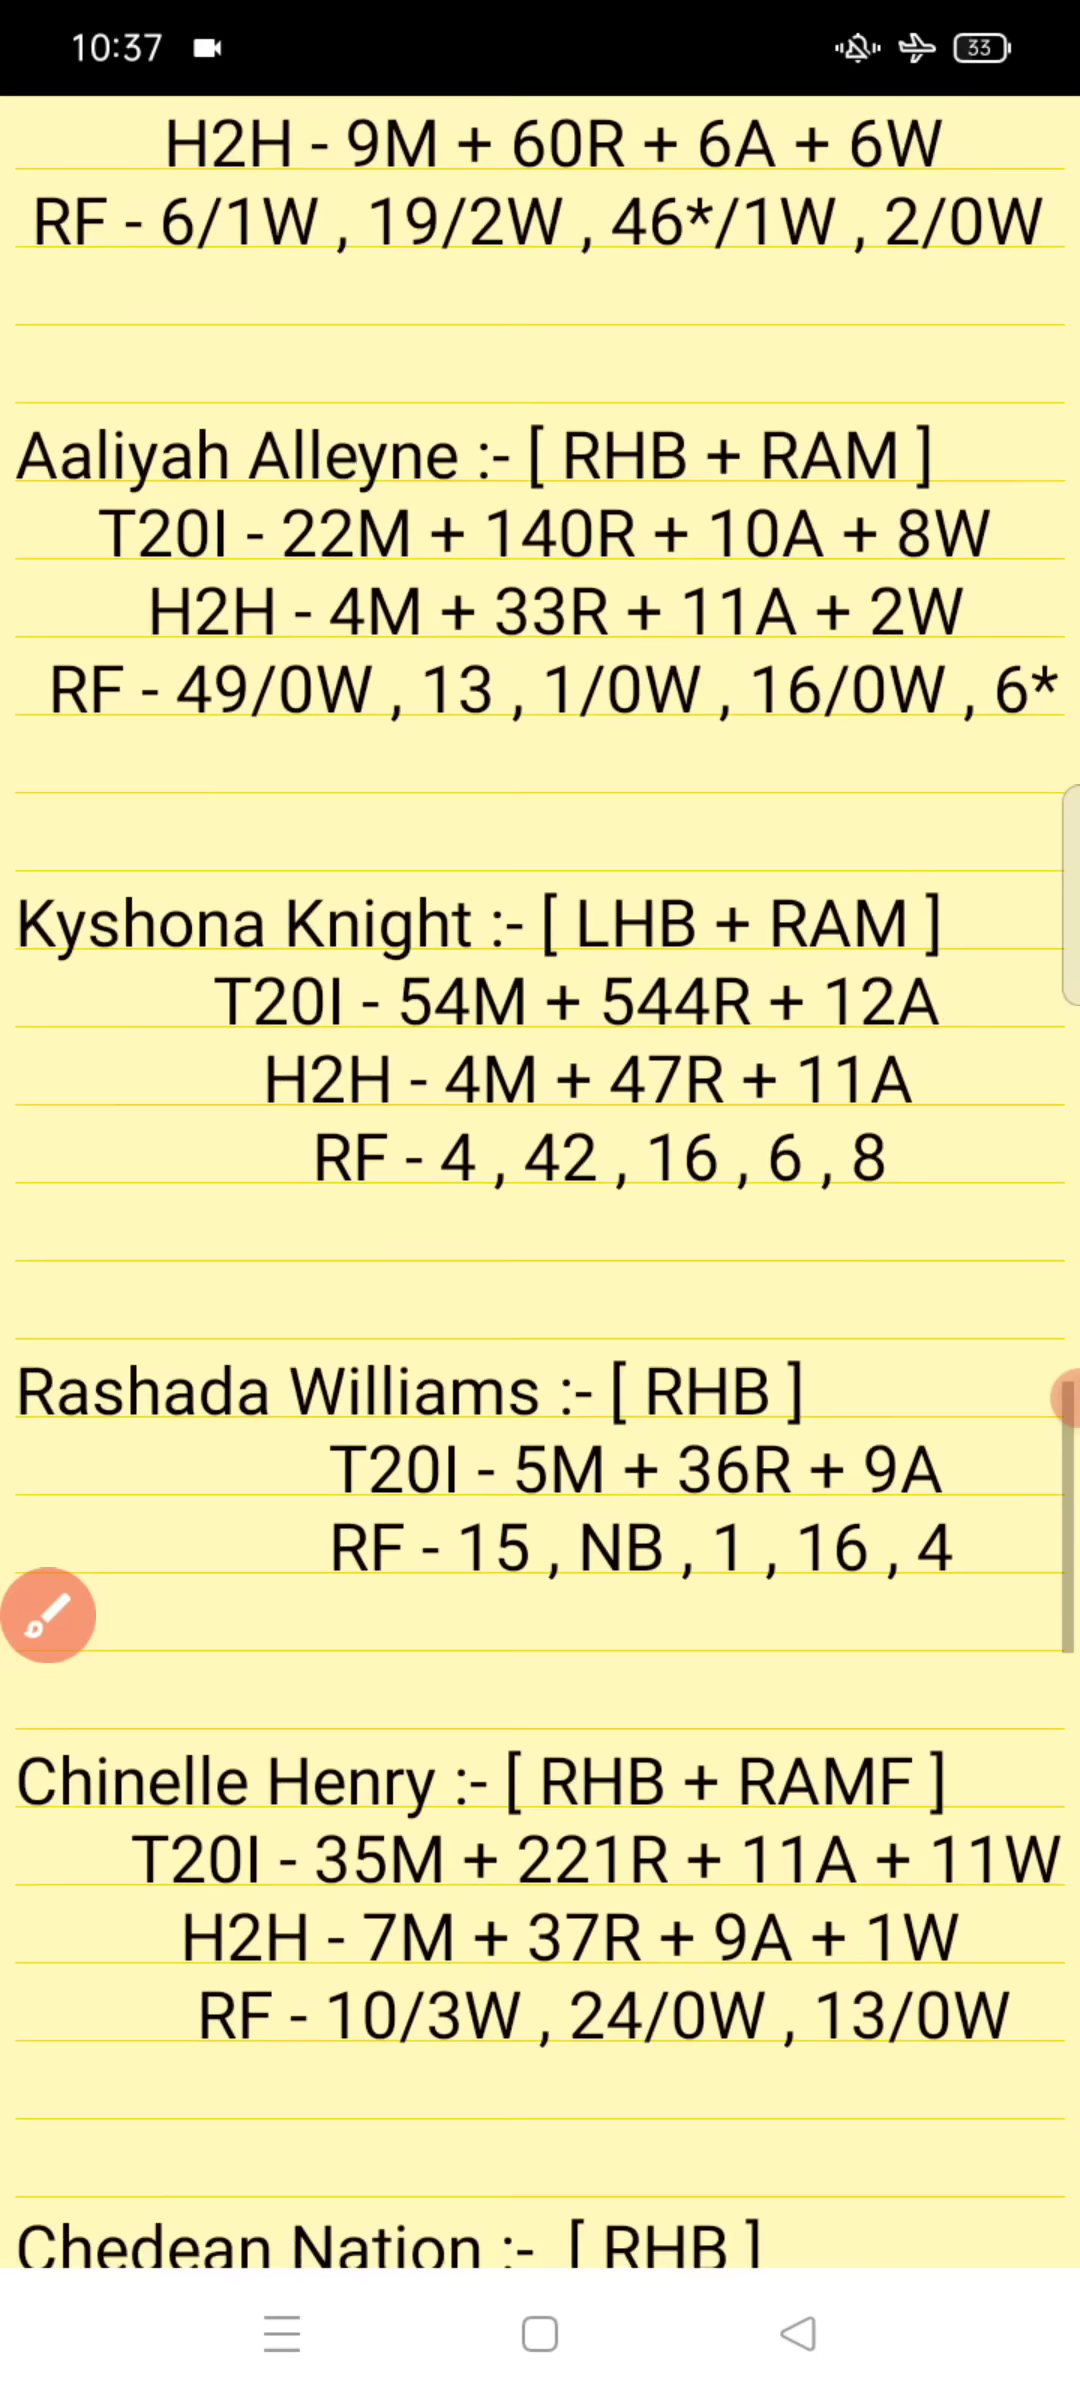 10:37
33
H2H - 9M + 60R + 6A + 6W
RF - 6/1W , 19/2W , 46*/1W , 2/0W
Aaliyah Alleyne :- [ RHB + RAM ]
T20I - 22M + 140R + 10A + 8W
H2H - 4M + 33R + 11A + 2W
RF - 49/0W , 13 , 1/0W , 16/0W , 6*
Kyshona Knight :- [ LHB + RAM ]
T20I - 54M + 544R + 12A
H2H - 4M + 47R + 11A
RF - 4 , 42 , 16 , 6 , 8
Rashada Williams :- [ RHB ]
T20I - 5M + 36R + 9A
RF - 15 , NB , 1 , 16 , 4
Chinelle Henry :- [ RHB + RAMF ]
T20I - 35M + 221R + 11A + 11W
H2H - 7M + 37R + 9A + 1W
RF - 10/3W , 24/0W , 13/0W
Chedean Nation :- [ RHB ]